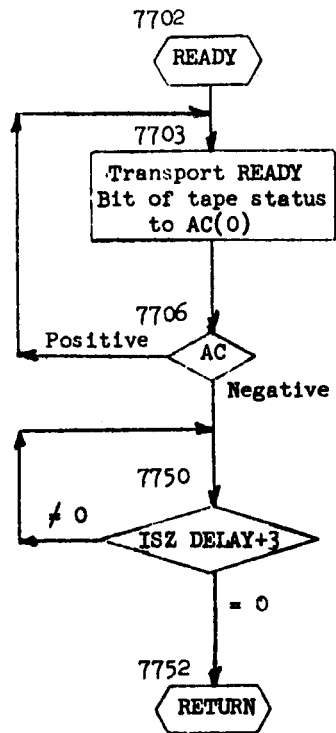 7702
READY
7703
Transport READY
Bit of tape status
to AC(0)
7706
Positive
AC
Negative
7750
≠ 0
ISZ DELAY+3
= 0
7752
RETURN